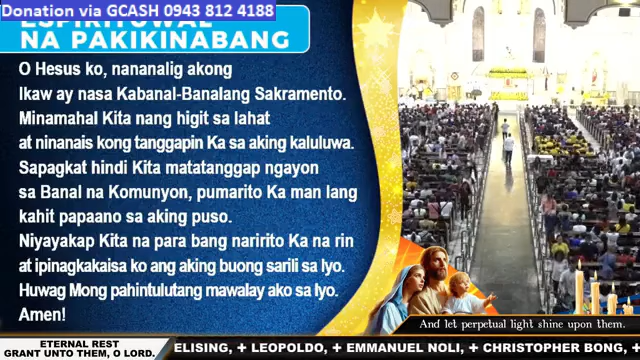 Donation via GCASH 0943 812 4188
ESPIRITUWAL
NA PAKIKINABANG
O Hesus ko, nananalig akong
Ikaw ay nasa Kabanal-Banalang Sakramento.
Minamahal Kita nang higit sa lahat
at ninanais kong tanggapin Ka sa aking kaluluwa.
Sapagkat hindi Kita matatanggap ngayon
sa Banal na Komunyon, pumarito Ka man lang
kahit papaano sa aking puso.
Niyayakap Kita na para bang naririto Ka na rin
at ipinagkakaisa ko ang aking buong sarili sa Iyo.
Huwag Mong pahintulutang mawalay ako sa Iyo.
Amen!
And let perpetual light shine upon them.
ETERNAL REST
GRANT UNTO THEM, O LORD.
ELISING, + LEOPOLDO, + EMMANUEL NOLI, + CHRISTOPHER BONG, +